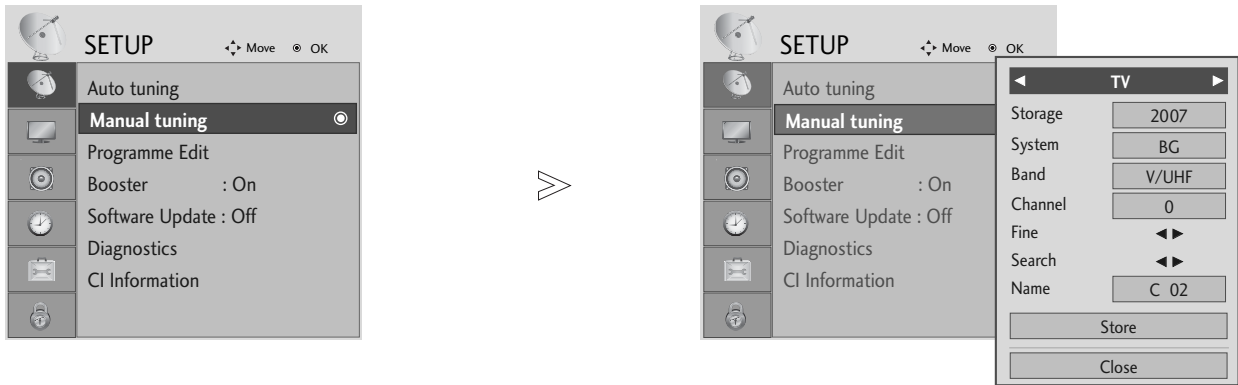 SETUP
Move OK
Auto tuning
Manual tuning
Programme Edit
Booster : On
Software Update : Off
Diagnostics
CI Information
SETUP
Move OK
Auto tuning
Manual tuning
Programme Edit
Booster : On
Software Update : Off
Diagnostics
CI Information
◄ TV ►
Storage 2007
System BG
Band V/UHF
Channel 0
Fine ◄ ►
Search ◄ ►
Name C 02
Store
Close